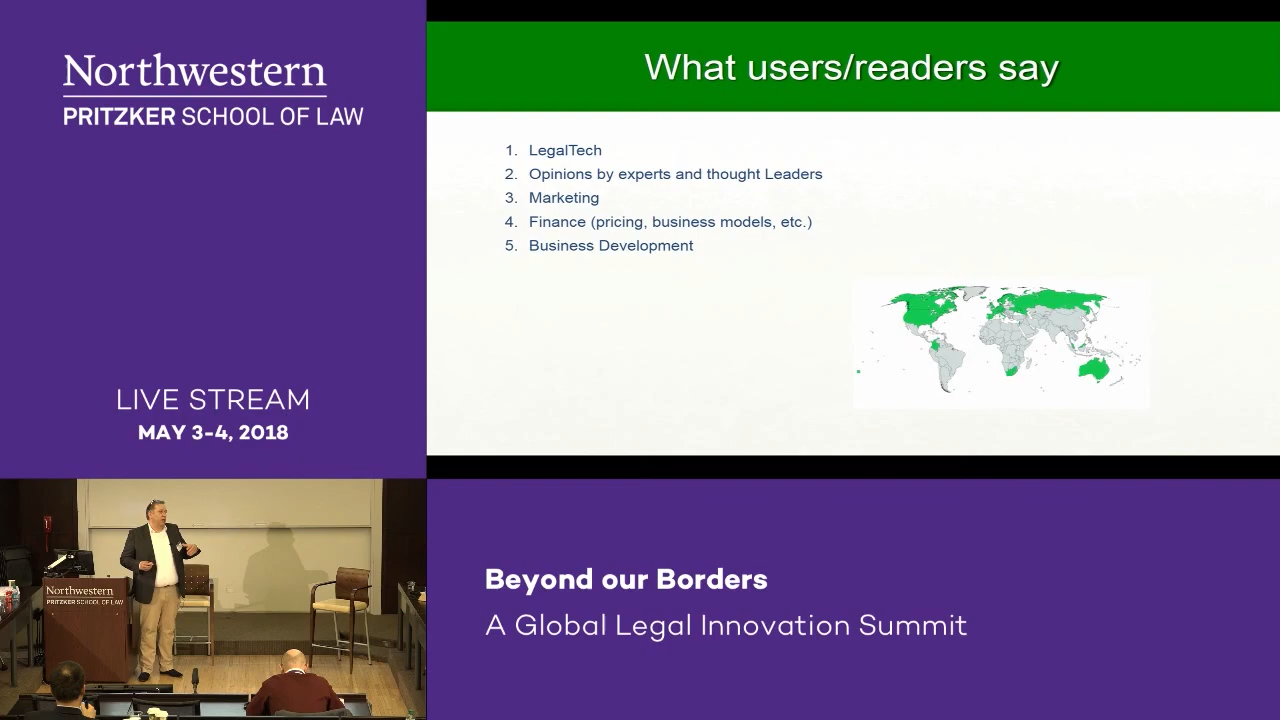 Northwestern
PRITZKER SCHOOL OF LAW
LIVE STREAM
MAY 3-4, 2018
What users/readers say
1. LegalTech
2. Opinions by experts and thought Leaders
3. Marketing
4. Finance (pricing, business models, etc.)
5. Business Development
Northwestern
PRITZKER SCHOOL OF LAW
Beyond our Borders
A Global Legal Innovation Summit